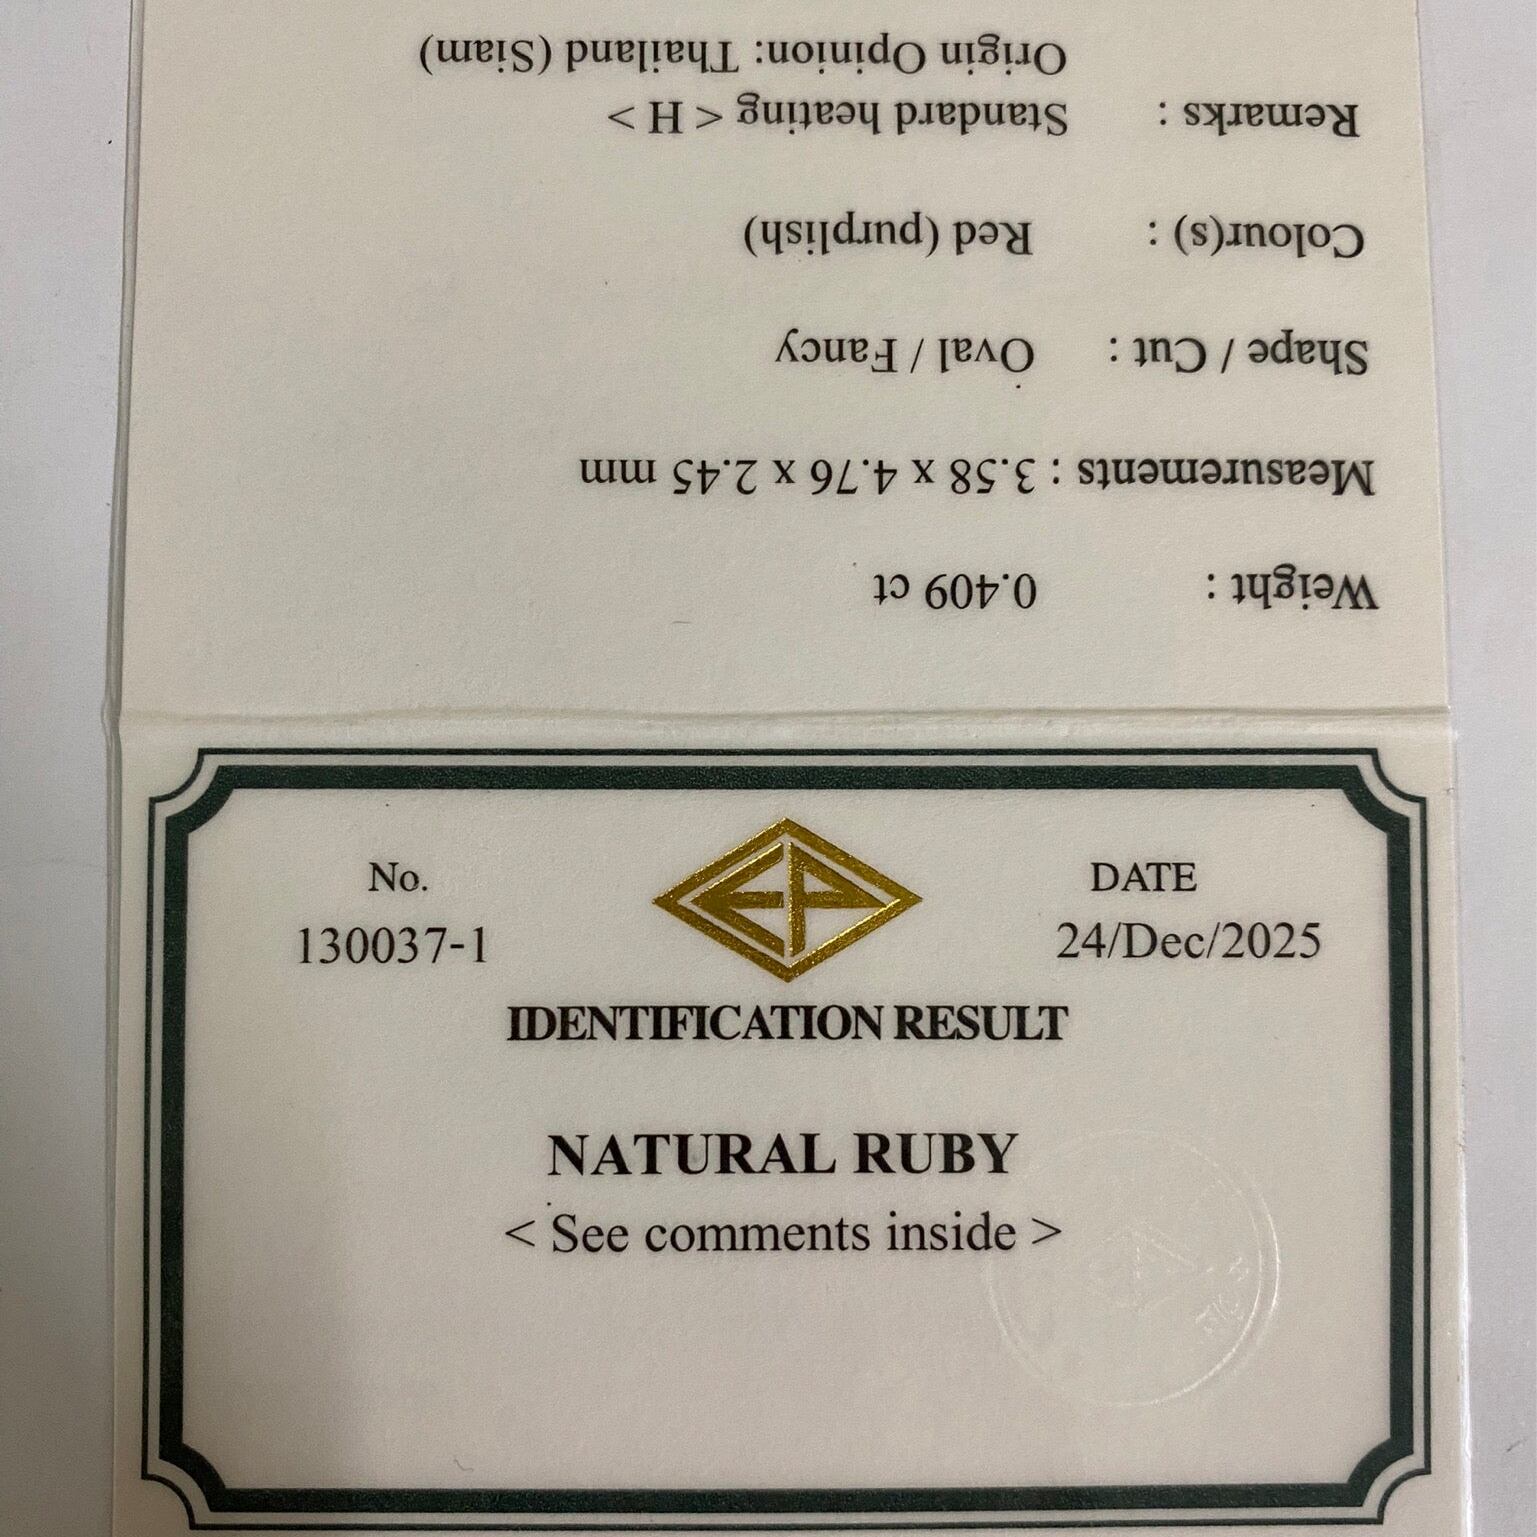 Weight : 0.409 ct
Measurements : 3.58 x 4.76 x 2.45 mm
Shape / Cut : Oval / Fancy
Colour(s) : Red (purplish)
Remarks : Standard heating < H >
Origin Opinion: Thailand (Siam)
No.
130037-1
EP
DATE
24/Dec/2025
IDENTIFICATION RESULT
NATURAL RUBY
< See comments inside >